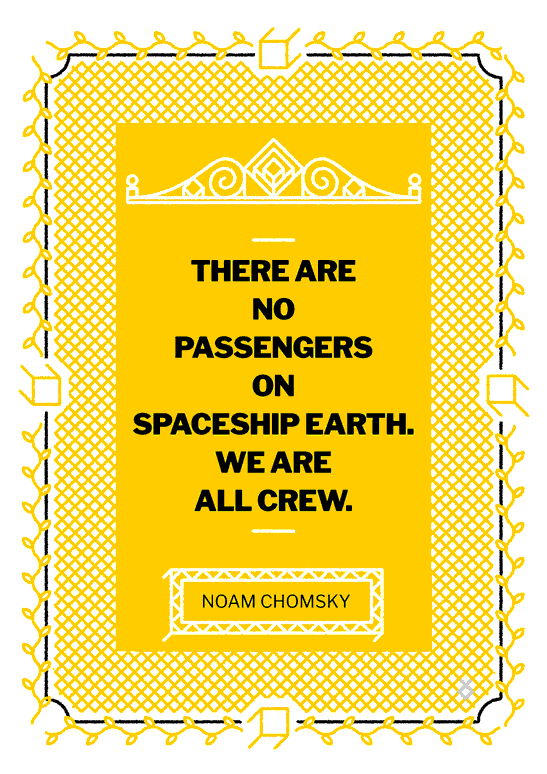 THERE ARE
NO
PASSENGERS
ON
SPACESHIP EARTH.
WE ARE
ALL CREW.
NOAM CHOMSKY